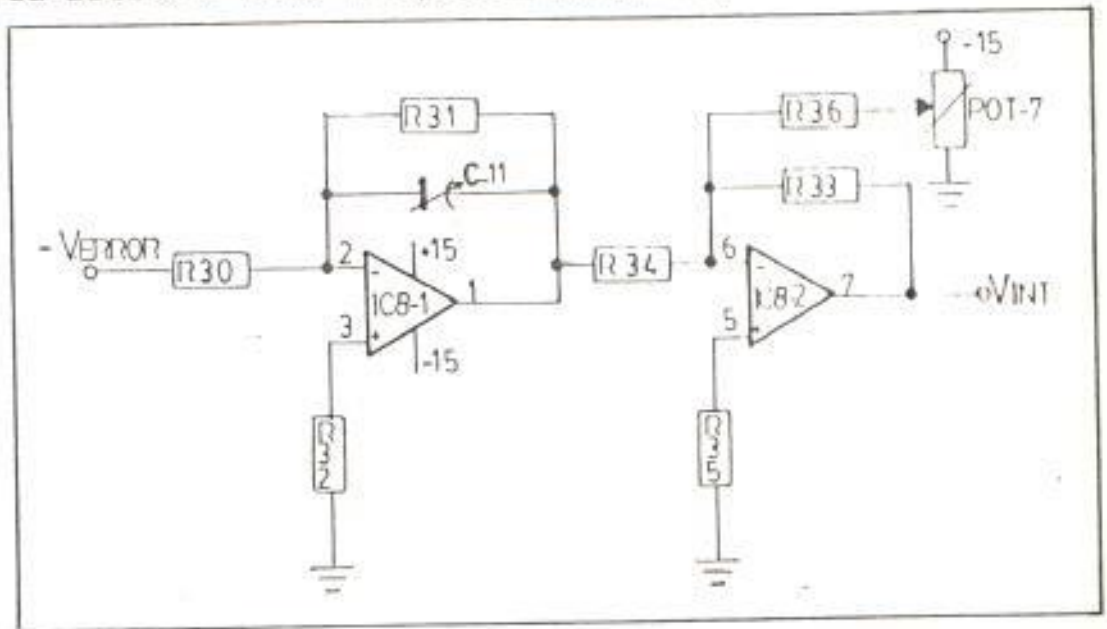 -15
R36
POT-7
R31
C-11
R33
- VERROR
R30
2
+15
IC8-1
1
3
+
-15
R34
6
-
IC8-2
7
5
+
VINT
R32
R35